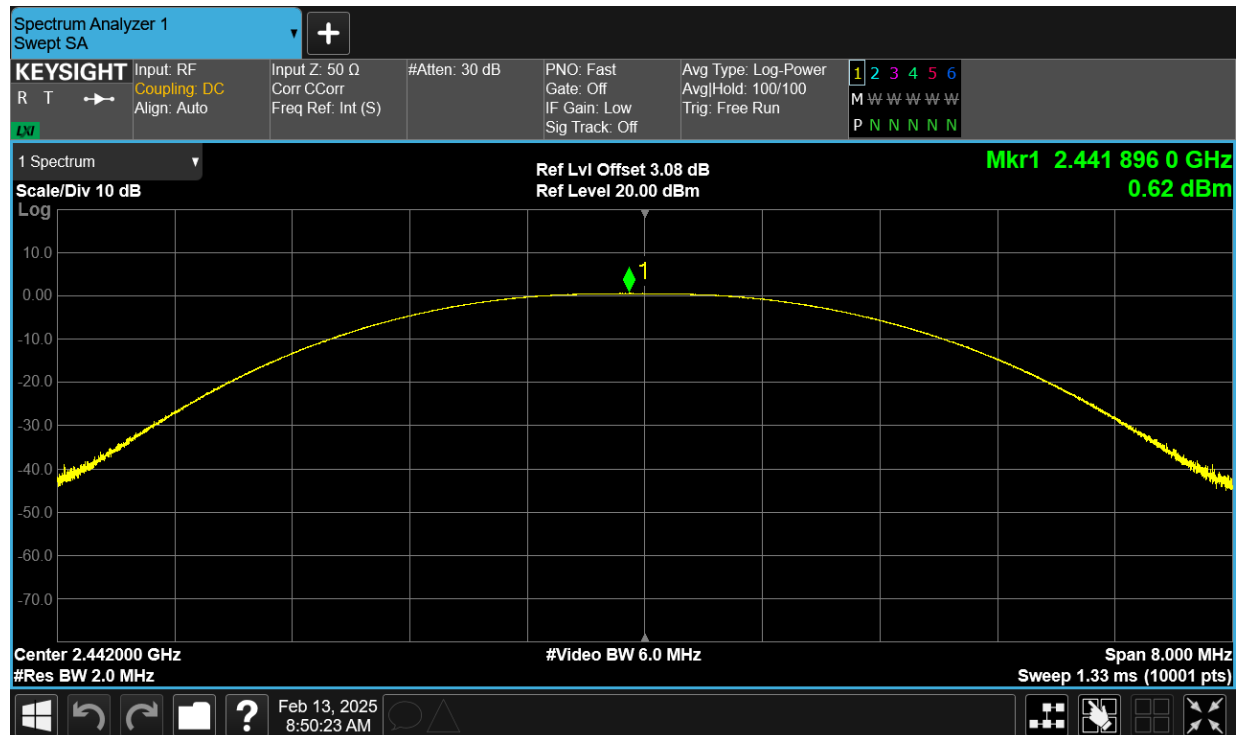 Spectrum Analyzer 1
Swept SA
KEYSIGHT
R T
LXI
Input: RF
Coupling: DC
Align: Auto
Input Z: 50 Ω
Corr CCorr
Freq Ref: Int (S)
#Atten: 30 dB
PNO: Fast
Gate: Off
IF Gain: Low
Sig Track: Off
Avg Type: Log-Power
Avg|Hold: 100/100
Trig: Free Run
1 2 3 4 5 6
M W W W W W
P N N N N N
1 Spectrum
Scale/Div 10 dB
Log
Ref Lvl Offset 3.08 dB
Ref Level 20.00 dBm
Mkr1 2.441 896 0 GHz
0.62 dBm
1
10.0
0.00
-10.0
-20.0
-30.0
-40.0
-50.0
-60.0
-70.0
Center 2.442000 GHz
#Res BW 2.0 MHz
#Video BW 6.0 MHz
Span 8.000 MHz
Sweep 1.33 ms (10001 pts)
?
Feb 13, 2025
8:50:23 AM